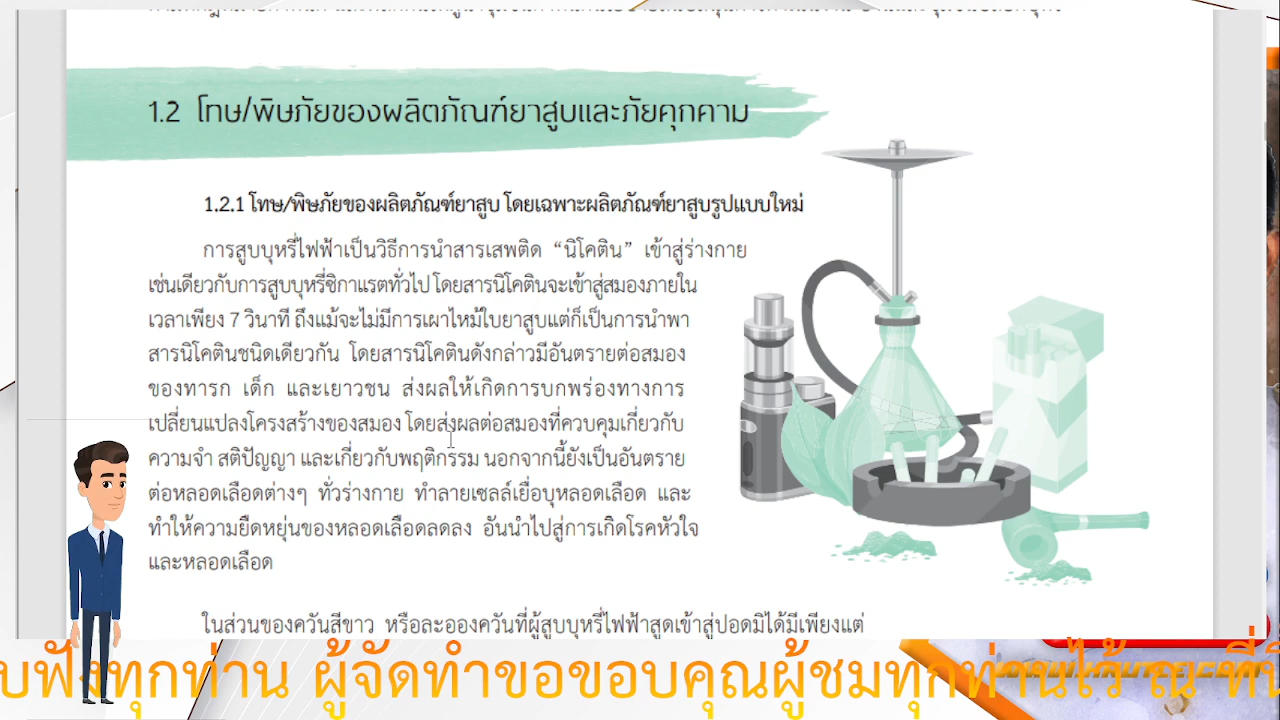 1.2 โทษ/พิษภัยของผลิตภัณฑ์ยาสูบและภัยคุกคาม
1.2.1 โทษ/พิษภัยของผลิตภัณฑ์ยาสูบ โดยเฉพาะผลิตภัณฑ์ยาสูบรูปแบบใหม่
การสูบบุหรี่ไฟฟ้าเป็นวิธีการนำสารเสพติด “นิโคติน” เข้าสู่ร่างกาย
เช่นเดียวกับการสูบบุหรี่ซิกาแรตทั่วไป โดยสารนิโคตินจะเข้าสู่สมองภายใน
เวลาเพียง 7 วินาที ถึงแม้จะไม่มีการเผาไหม้ใบยาสูบแต่ก็เป็นการนำพา
สารนิโคตินชนิดเดียวกัน โดยสารนิโคตินดังกล่าวมีอันตรายต่อสมอง
ของทารก เด็ก และเยาวชน ส่งผลให้เกิดการบกพร่องทางการ
เปลี่ยนแปลงโครงสร้างของสมอง โดยส่งผลต่อสมองที่ควบคุมเกี่ยวกับ
ความจำ สติปัญญา และเกี่ยวกับพฤติกรรม นอกจากนี้ยังเป็นอันตราย
ต่อหลอดเลือดต่างๆ ทั่วร่างกาย ทำลายเซลล์เยื่อบุหลอดเลือด และ
ทำให้ความยืดหยุ่นของหลอดเลือดลดลง อันนำไปสู่การเกิดโรคหัวใจ
และหลอดเลือด
ในส่วนของควันสีขาว หรือละอองควันที่ผู้สูบบุหรี่ไฟฟ้าสูดเข้าสู่ปอดมิได้มีเพียงแต่
บฟังทุกท่าน ผู้จัดทำขอขอบคุณผู้ชมทุกท่านไว้ ณ ที่นี